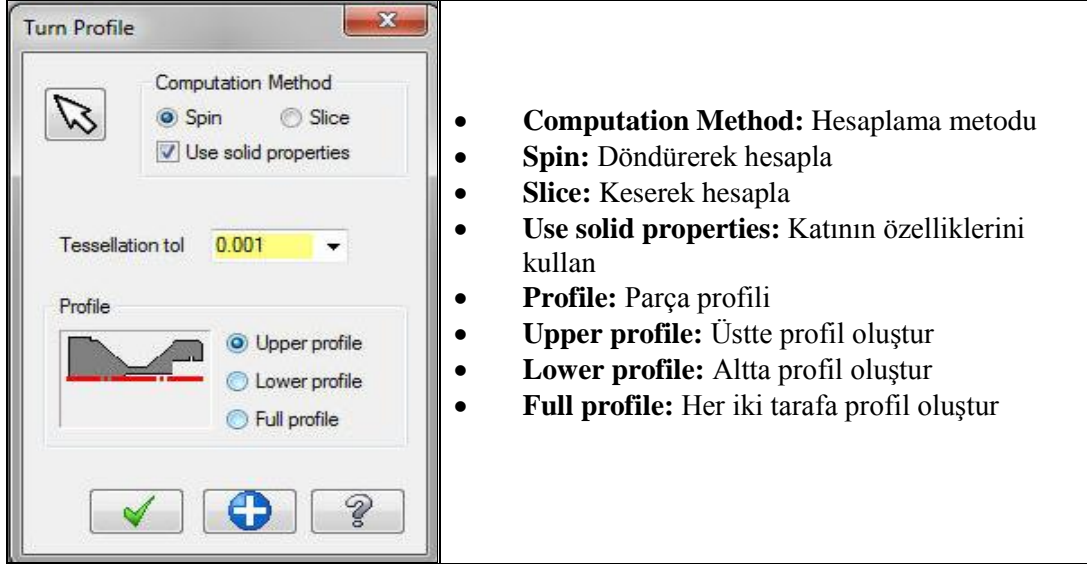 Turn Profile
Computation Method
Spin
Slice
Use solid properties
Tessellation tol
0.001
Profile
Upper profile
Lower profile
Full profile
• Computation Method: Hesaplama metodu
• Spin: Döndürerek hesapla
• Slice: Keserek hesapla
• Use solid properties: Katının özelliklerini
kullan
• Profile: Parça profili
• Upper profile: Üstte profil oluştur
• Lower profile: Altta profil oluştur
• Full profile: Her iki tarafa profil oluştur